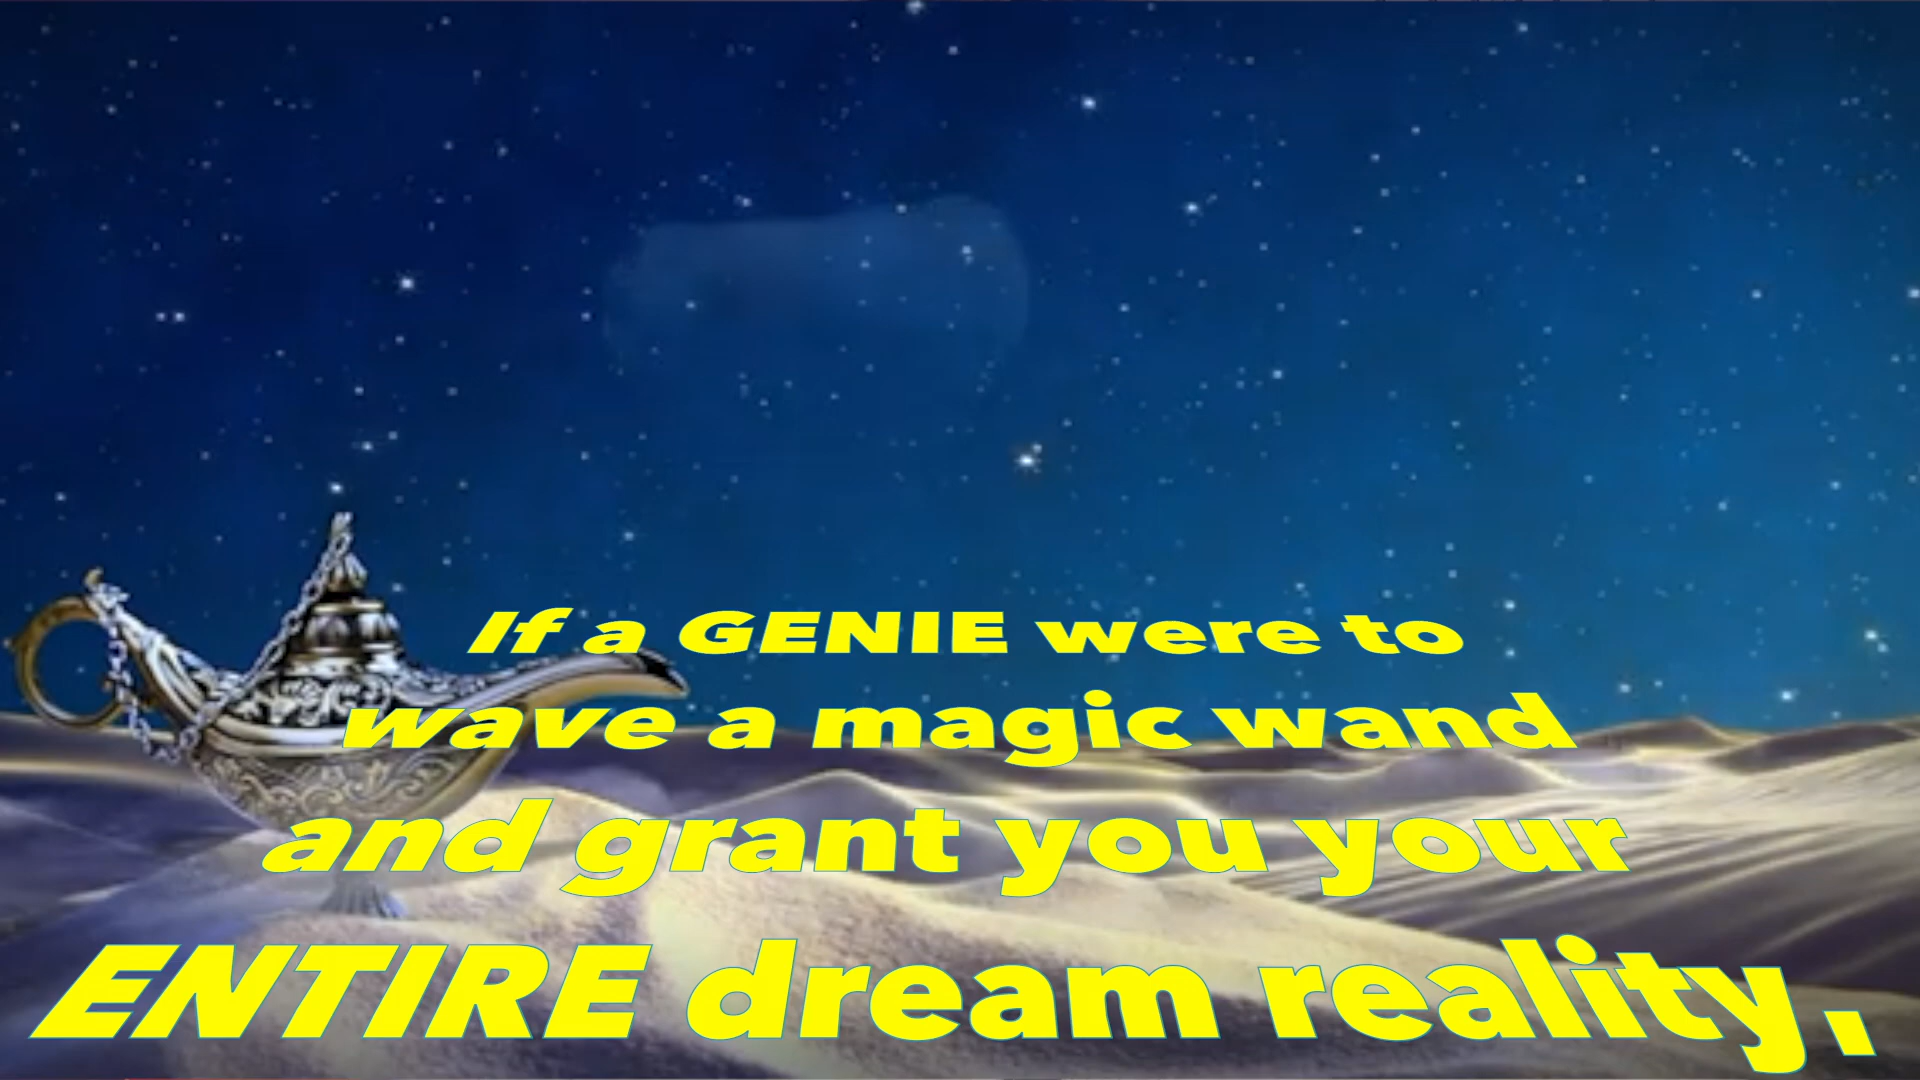 If a GENIE were to
wave a magic wand
and grant you your
ENTIRE dream reality,